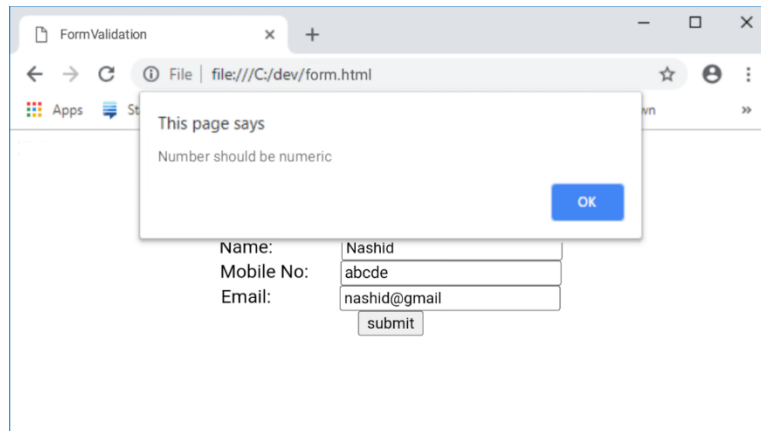 FormValidation
File | file:///C:/dev/form.html
Apps
This page says
Number should be numeric
OK
Name: Nashid
Mobile No: abcde
Email: nashid@gmail
submit